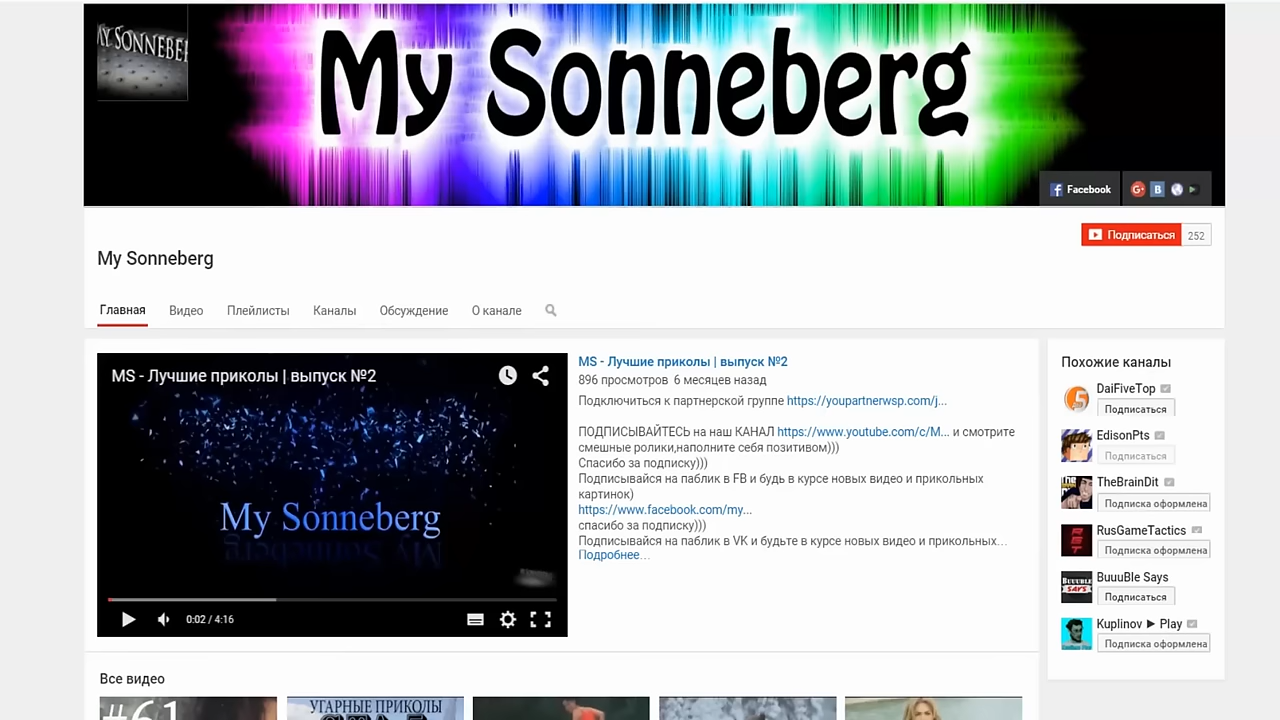 MY SONNEBER
My Sonneberg
Facebook
Подписаться 252
My Sonneberg
Главная Видео Плейлисты Каналы Обсуждение О канале
MS - Лучшие приколы | выпуск №2
My Sonneberg
0:02 / 4:16
MS - Лучшие приколы | выпуск №2
896 просмотров 6 месяцев назад
Подключиться к партнерской группе https://youpartnerwsp.com/j...
ПОДПИСЫВАЙТЕСЬ на наш КАНАЛ https://www.youtube.com/c/M... и смотрите
смешные ролики,наполните себя позитивом)))
Спасибо за подписку)))
Подписывайся на паблик в FB и будь в курсе новых видео и прикольных
картинок)
https://www.facebook.com/my...
спасибо за подписку)))
Подписывайся на паблик в VK и будьте в курсе новых видео и прикольных...
Подробнее...
Похожие каналы
DaiFiveTop
Подписаться
EdisonPts
Подписаться
TheBrainDit
Подписка оформлена
RusGameTactics
Подписка оформлена
BuuuBle Says
Подписаться
Kuplinov ► Play
Подписка оформлена
Все видео
#61
УГАРНЫЕ ПРИКОЛЫ